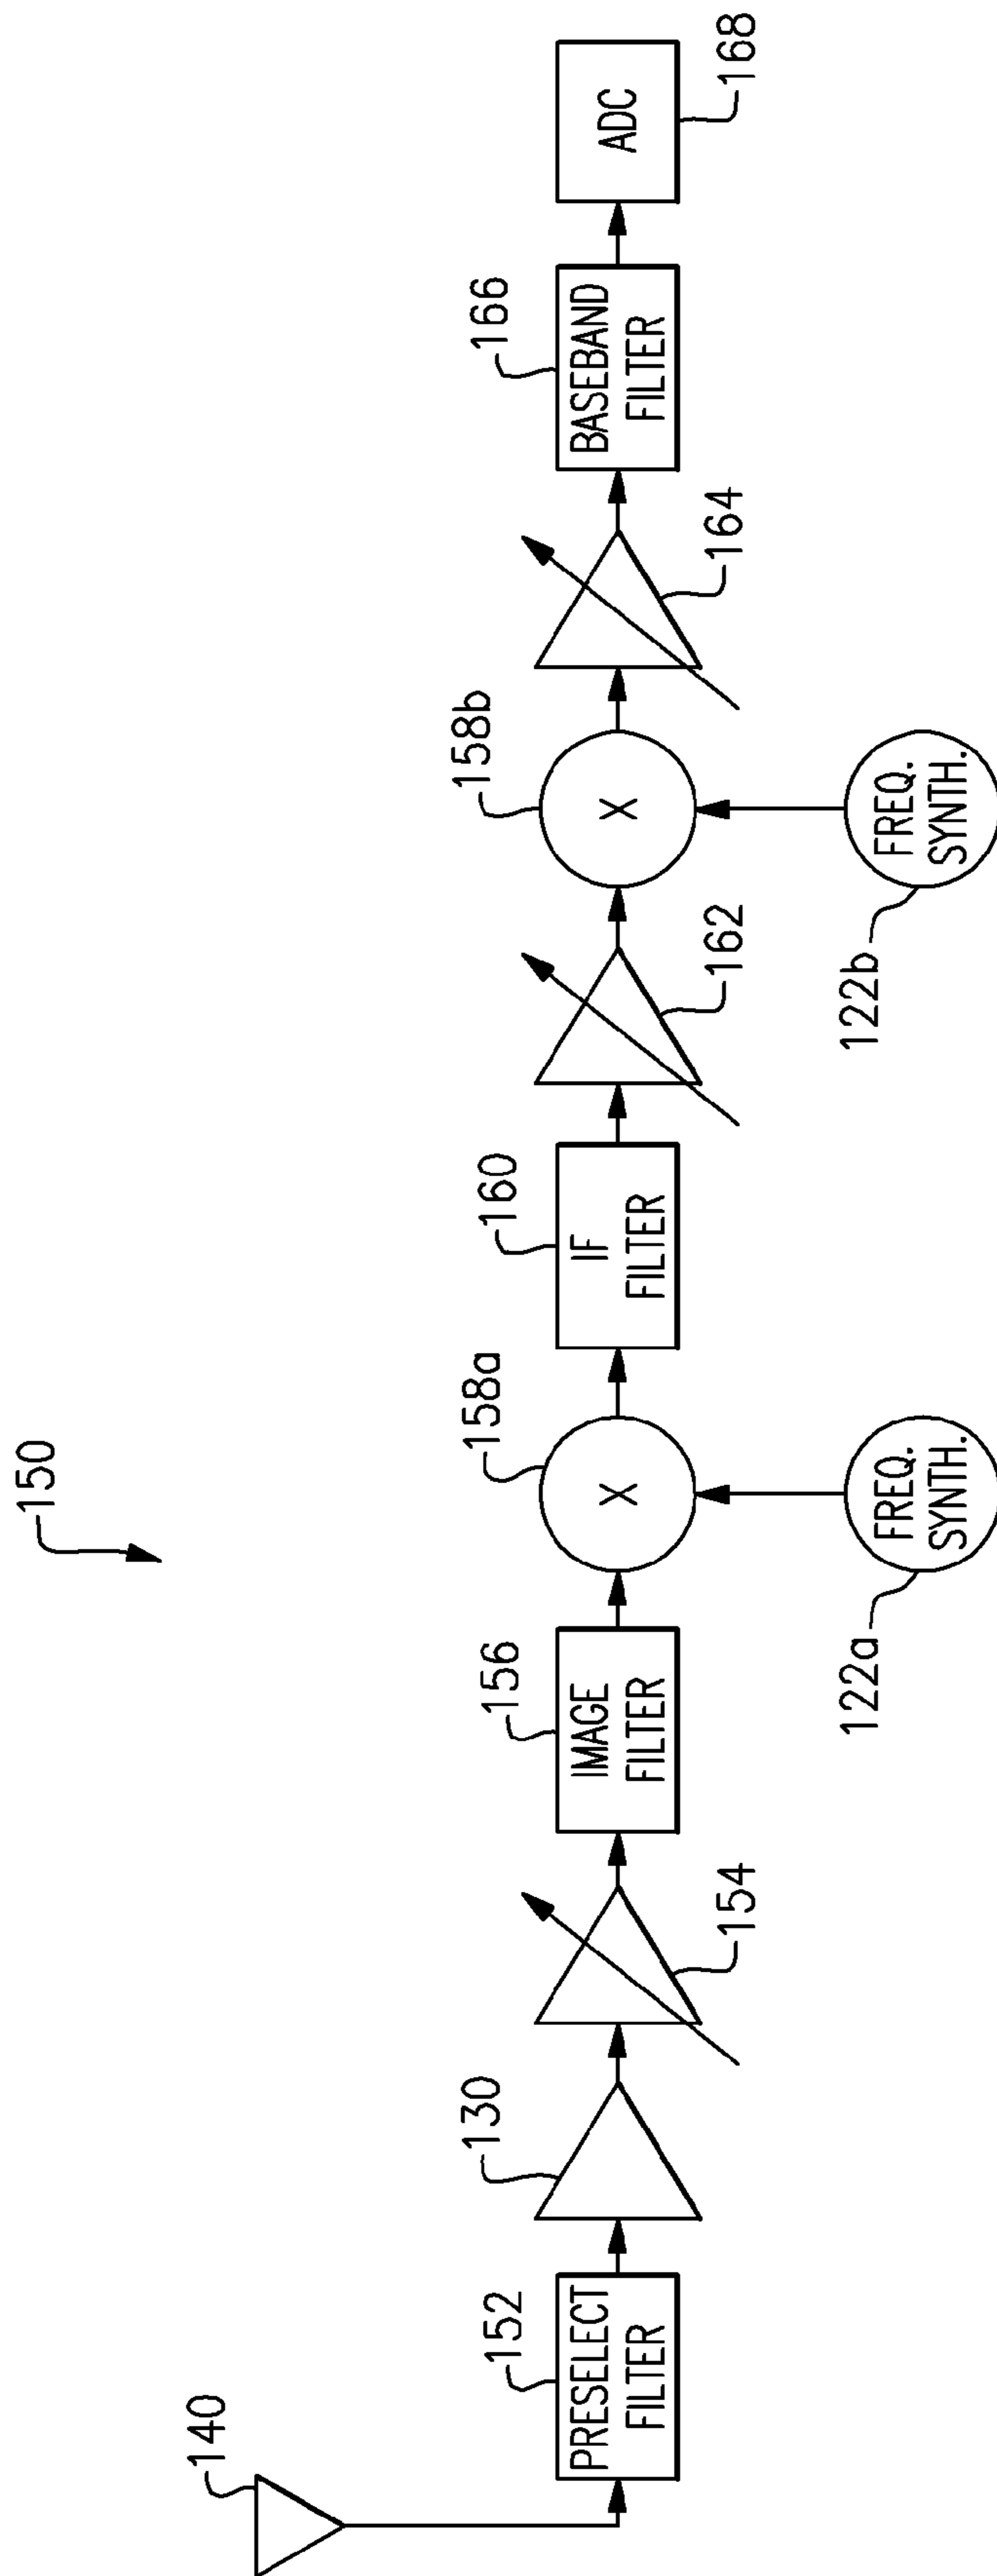 150
140
152
PRESELECT
FILTER
130
154
156
IMAGE
FILTER
158a
X
122a
FREQ.
SYNTH.
160
IF
FILTER
162
158b
X
122b
FREQ.
SYNTH.
164
166
BASEBAND
FILTER
ADC
168